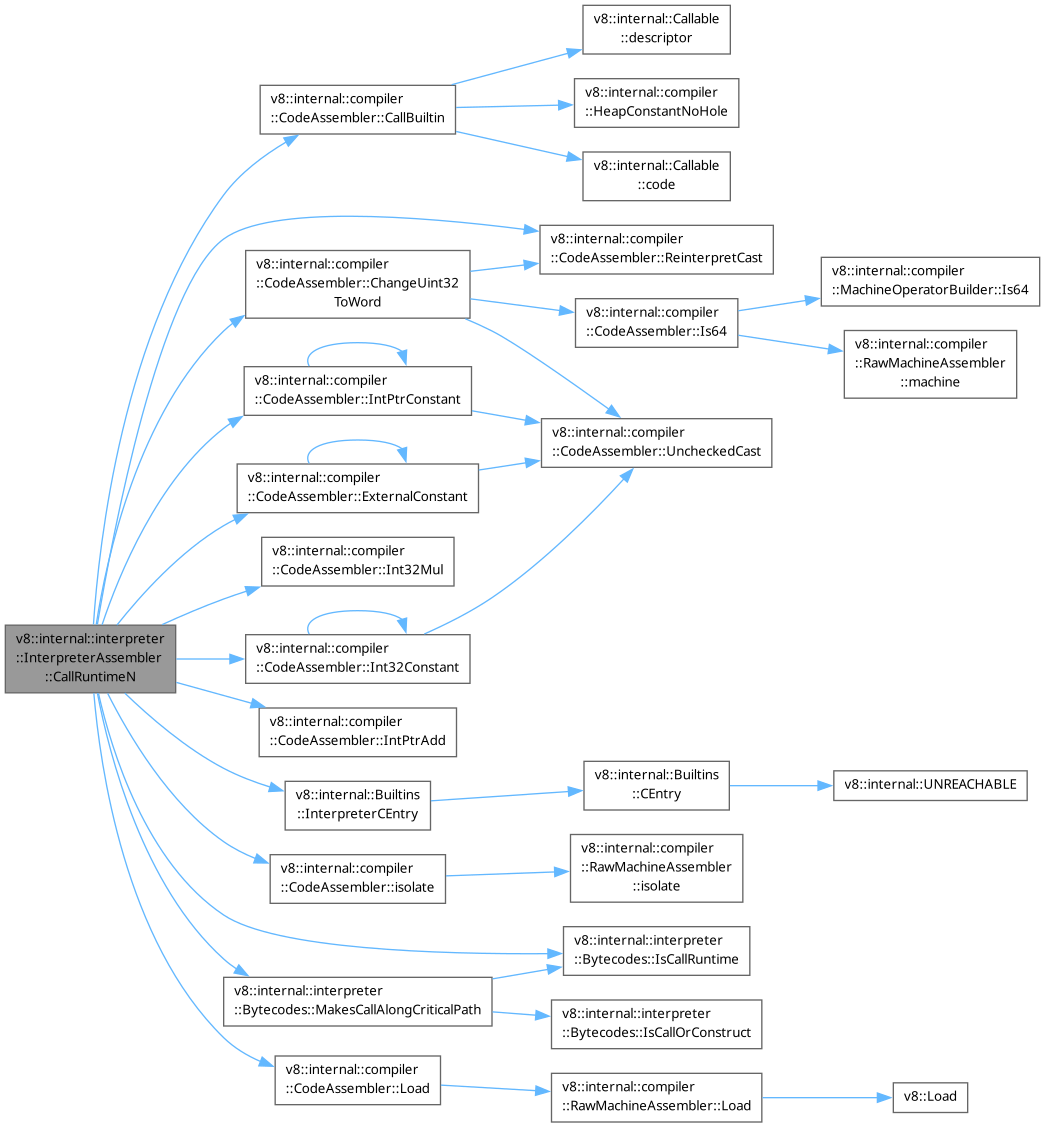 v8::internal::interpreter
::InterpreterAssembler
::CallRuntimeN
v8::internal::compiler
::CodeAssembler::CallBuiltin
v8::internal::Callable
::descriptor
v8::internal::compiler
::HeapConstantNoHole
v8::internal::Callable
::code
v8::internal::compiler
::CodeAssembler::ReinterpretCast
v8::internal::compiler
::CodeAssembler::ChangeUint32
ToWord
v8::internal::compiler
::CodeAssembler::Is64
v8::internal::compiler
::MachineOperatorBuilder::Is64
v8::internal::compiler
::RawMachineAssembler
::machine
v8::internal::compiler
::CodeAssembler::IntPtrConstant
v8::internal::compiler
::CodeAssembler::UncheckedCast
v8::internal::compiler
::CodeAssembler::ExternalConstant
v8::internal::compiler
::CodeAssembler::Int32Mul
v8::internal::compiler
::CodeAssembler::Int32Constant
v8::internal::compiler
::CodeAssembler::IntPtrAdd
v8::internal::Builtins
::InterpreterCEntry
v8::internal::Builtins
::CEntry
v8::internal::UNREACHABLE
v8::internal::compiler
::CodeAssembler::isolate
v8::internal::compiler
::RawMachineAssembler
::isolate
v8::internal::interpreter
::Bytecodes::IsCallRuntime
v8::internal::interpreter
::Bytecodes::MakesCallAlongCriticalPath
v8::internal::interpreter
::Bytecodes::IsCallOrConstruct
v8::internal::compiler
::CodeAssembler::Load
v8::internal::compiler
::RawMachineAssembler::Load
v8::Load